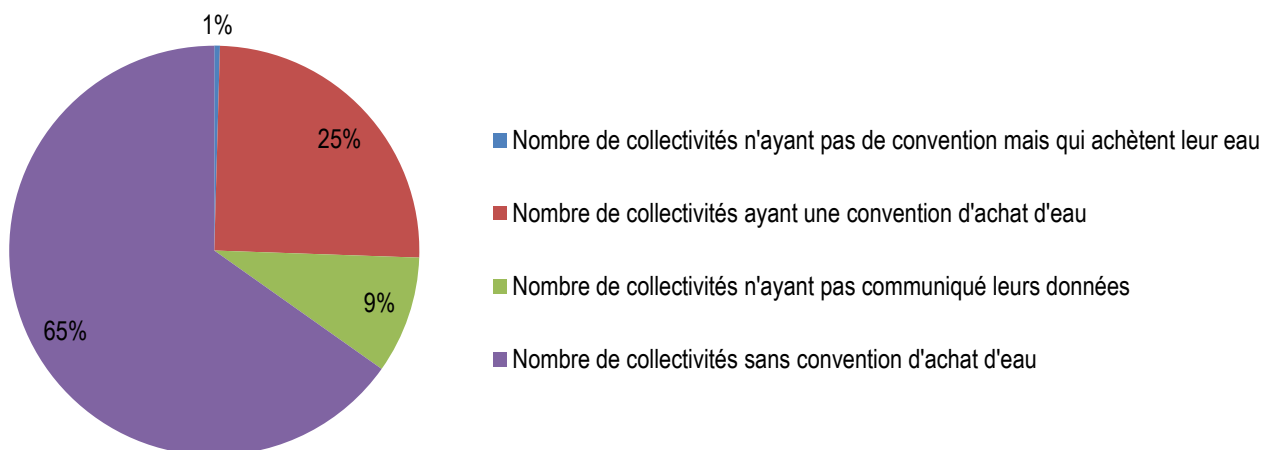 1%
25%
9%
65%
Nombre de collectivités n'ayant pas de convention mais qui achètent leur eau
Nombre de collectivités ayant une convention d'achat d'eau
Nombre de collectivités n'ayant pas communiqué leurs données
Nombre de collectivités sans convention d'achat d'eau